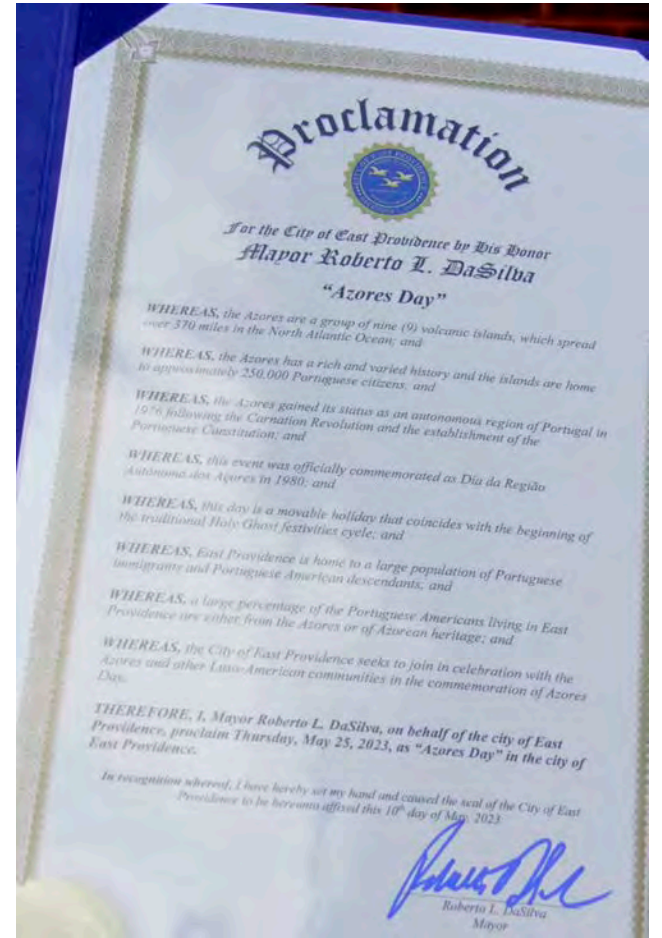 Proclamation
For the City of East Providence by His Honor
Mayor Roberto L. DaSilva
“Azores Day”
WHEREAS, the Azores are a group of nine (9) volcanic islands, which spread
over 370 miles in the North Atlantic Ocean; and
WHEREAS, the Azores has a rich and varied history and the islands are home
to approximately 250,000 Portuguese citizens; and
WHEREAS, the Azores gained its status as an autonomous region of Portugal in
1976 following the Carnation Revolution and the establishment of the
Portuguese Constitution; and
WHEREAS, this event was officially commemorated as Dia da Região
Autónoma dos Açores in 1980; and
WHEREAS, this day is a movable holiday that coincides with the beginning of
the traditional Holy Ghost festivities cycle; and
WHEREAS, East Providence is home to a large population of Portuguese
immigrants and Portuguese American descendants; and
WHEREAS, a large percentage of the Portuguese Americans living in East
Providence are either from the Azores or of Azorean heritage; and
WHEREAS, the City of East Providence seeks to join in celebration with the
Azores and other Luso-American communities in the commemoration of Azores
Day.
THEREFORE, I, Mayor Roberto L. DaSilva, on behalf of the city of East
Providence, proclaim Thursday, May 25, 2023, as “Azores Day” in the city of
East Providence.
In recognition whereof, I have hereby set my hand and caused the seal of the City of East
Providence to be hereunto affixed this 10th day of May, 2023
Roberto L. DaSilva
Mayor